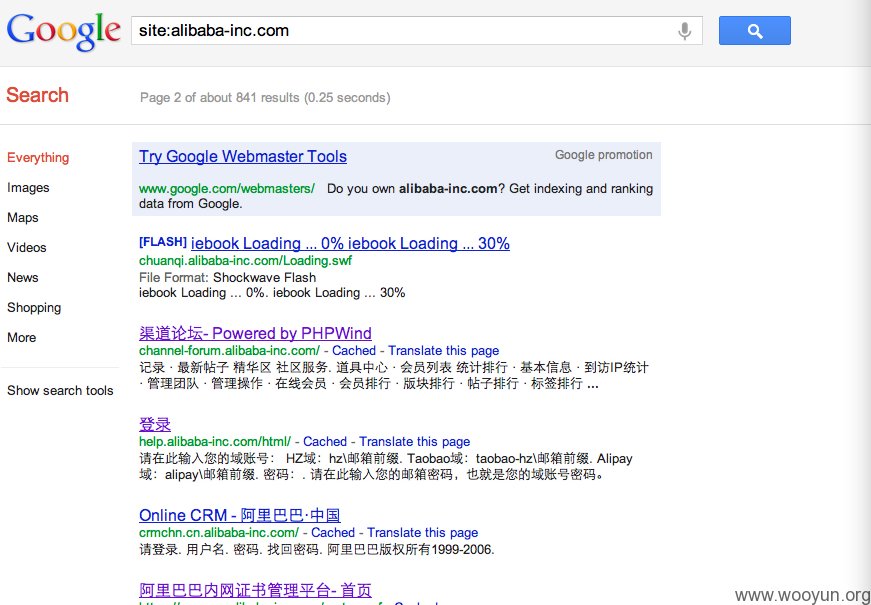 Google
site:alibaba-inc.com
Search
Page 2 of about 841 results (0.25 seconds)
Everything
Images
Maps
Videos
News
Shopping
More
Show search tools
Try Google Webmaster Tools
Google promotion
www.google.com/webmasters/ Do you own alibaba-inc.com? Get indexing and ranking
data from Google.
[FLASH] iebook Loading ... 0% iebook Loading ... 30%
chuanqi.alibaba-inc.com/Loading.swf
File Format: Shockwave Flash
iebook Loading ... 0%. iebook Loading ... 30%
渠道论坛- Powered by PHPWind
channel-forum.alibaba-inc.com/ - Cached - Translate this page
记录 · 最新帖子 精华区 社区服务. 道具中心 · 会员列表 统计排行 · 基本信息 · 到访IP统计
· 管理团队 · 管理操作 · 在线会员 · 会员排行 · 版块排行 · 帖子排行 · 标签排行 ...
登录
help.alibaba-inc.com/html/ - Cached - Translate this page
请在此输入您的域账号： HZ域：hz\邮箱前缀. Taobao域：taobao-hz\邮箱前缀. Alipay
域：alipay\邮箱前缀. 密码：. 请在此输入您的邮箱密码，也就是您的域账号密码。
Online CRM - 阿里巴巴·中国
crmchn.cn.alibaba-inc.com/ - Cached - Translate this page
请登录. 用户名. 密码. 找回密码. 阿里巴巴版权所有1999-2006.
阿里巴巴内网证书管理平台- 首页
www.wooyun.org